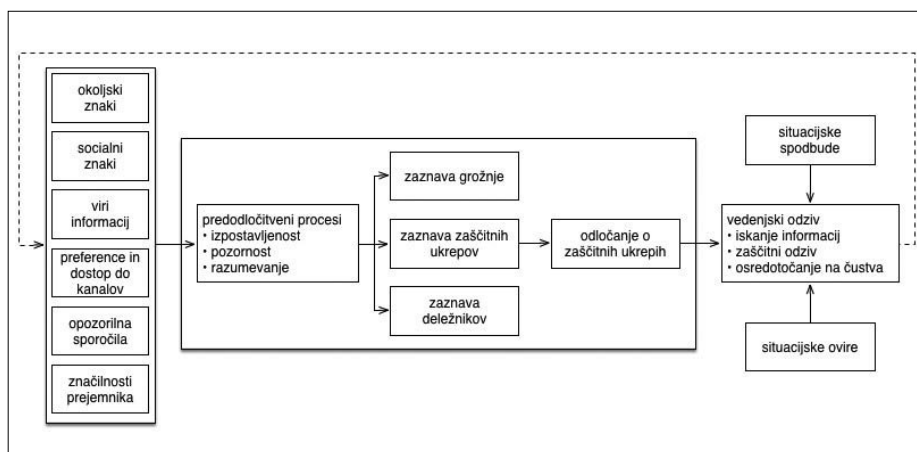 okoljski
znaki
socialni
znaki
viri
informacij
preference in
dostop do
kanalov
opozorilna
sporočila
značilnosti
prejemnika
predodločitveni procesi
• izpostavljenost
• pozornost
• razumevanje
zaznava grožnje
zaznava zaščitnih
ukrepov
zaznava
deležnikov
odločanje o
zaščitnih ukrepih
situacijske
spodbude
vedenjski odziv
• iskanje informacij
• zaščitni odziv
• osredotočanje na čustva
situacijske ovire